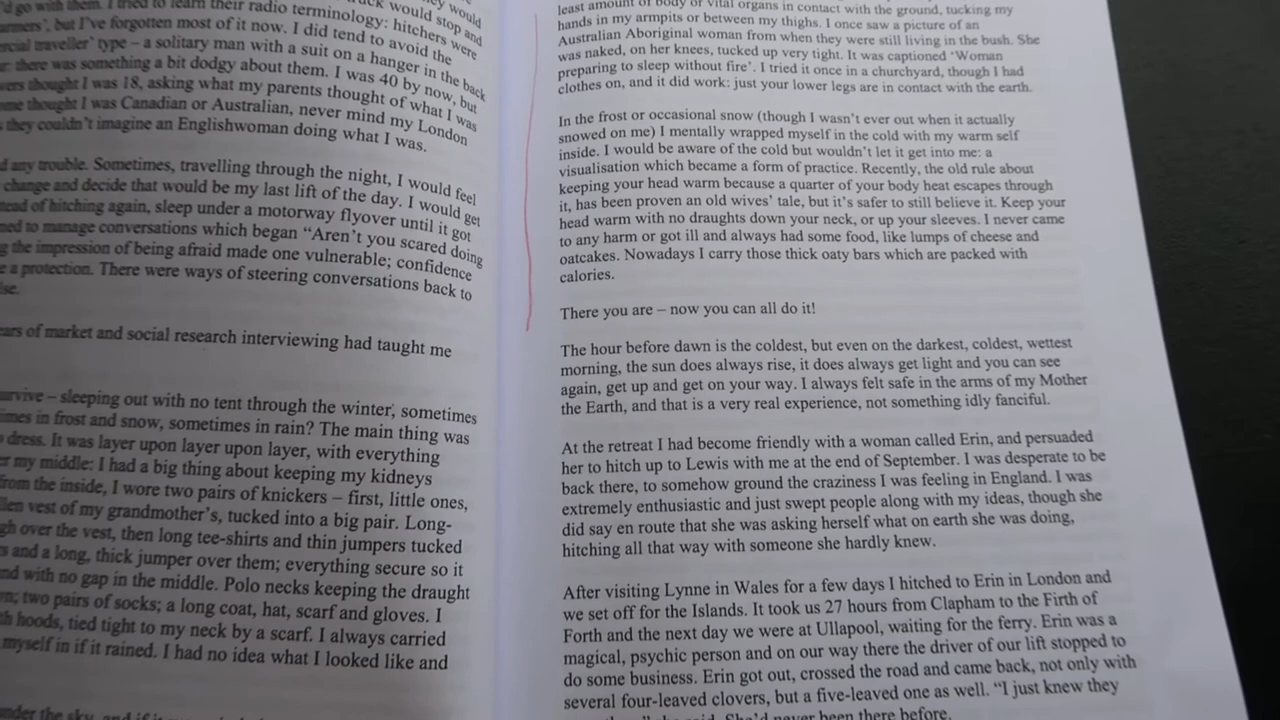 'd go with them. I tried to learn their radio terminology: hitchers were
but I've forgotten most of it now. I did tend to avoid the
traveller' type – a solitary man with a suit on a hanger in the back
there was something a bit dodgy about them. I was 40 by now, but
thought I was 18, asking what my parents thought of what I was
thought I was Canadian or Australian, never mind my London
they couldn't imagine an Englishwoman doing what I was.
any trouble. Sometimes, travelling through the night, I would feel
change and decide that would be my last lift of the day. I would get
of hitching again, sleep under a motorway flyover until it got
to manage conversations which began "Aren't you scared doing
the impression of being afraid made one vulnerable; confidence
a protection. There were ways of steering conversations back to
of market and social research interviewing had taught me
– sleeping out with no tent through the winter, sometimes
in frost and snow, sometimes in rain? The main thing was
dress. It was layer upon layer upon layer, with everything
my middle: I had a big thing about keeping my kidneys
from the inside, I wore two pairs of knickers – first, little ones,
vest of my grandmother's, tucked into a big pair. Long-
over the vest, then long tee-shirts and thin jumpers tucked
and a long, thick jumper over them; everything secure so it
with no gap in the middle. Polo necks keeping the draught
two pairs of socks; a long coat, hat, scarf and gloves. I
hoods, tied tight to my neck by a scarf. I always carried
myself in if it rained. I had no idea what I looked like and
least amount of body or vital organs in contact with the ground, tucking my
hands in my armpits or between my thighs. I once saw a picture of an
Australian Aboriginal woman from when they were still living in the bush. She
was naked, on her knees, tucked up very tight. It was captioned 'Woman
preparing to sleep without fire'. I tried it once in a churchyard, though I had
clothes on, and it did work: just your lower legs are in contact with the earth.
In the frost or occasional snow (though I wasn't ever out when it actually
snowed on me) I mentally wrapped myself in the cold with my warm self
inside. I would be aware of the cold but wouldn't let it get into me: a
visualisation which became a form of practice. Recently, the old rule about
keeping your head warm because a quarter of your body heat escapes through
it, has been proven an old wives' tale, but it's safer to still believe it. Keep your
head warm with no draughts down your neck, or up your sleeves. I never came
to any harm or got ill and always had some food, like lumps of cheese and
oatcakes. Nowadays I carry those thick oaty bars which are packed with
calories.
There you are – now you can all do it!
The hour before dawn is the coldest, but even on the darkest, coldest, wettest
morning, the sun does always rise, it does always get light and you can see
again, get up and get on your way. I always felt safe in the arms of my Mother
the Earth, and that is a very real experience, not something idly fanciful.
At the retreat I had become friendly with a woman called Erin, and persuaded
her to hitch up to Lewis with me at the end of September. I was desperate to be
back there, to somehow ground the craziness I was feeling in England. I was
extremely enthusiastic and just swept people along with my ideas, though she
did say en route that she was asking herself what on earth she was doing,
hitching all that way with someone she hardly knew.
After visiting Lynne in Wales for a few days I hitched to Erin in London and
we set off for the Islands. It took us 27 hours from Clapham to the Firth of
Forth and the next day we were at Ullapool, waiting for the ferry. Erin was a
magical, psychic person and on our way there the driver of our lift stopped to
do some business. Erin got out, crossed the road and came back, not only with
several four-leaved clovers, but a five-leaved one as well. "I just knew they
She'd never been there before.